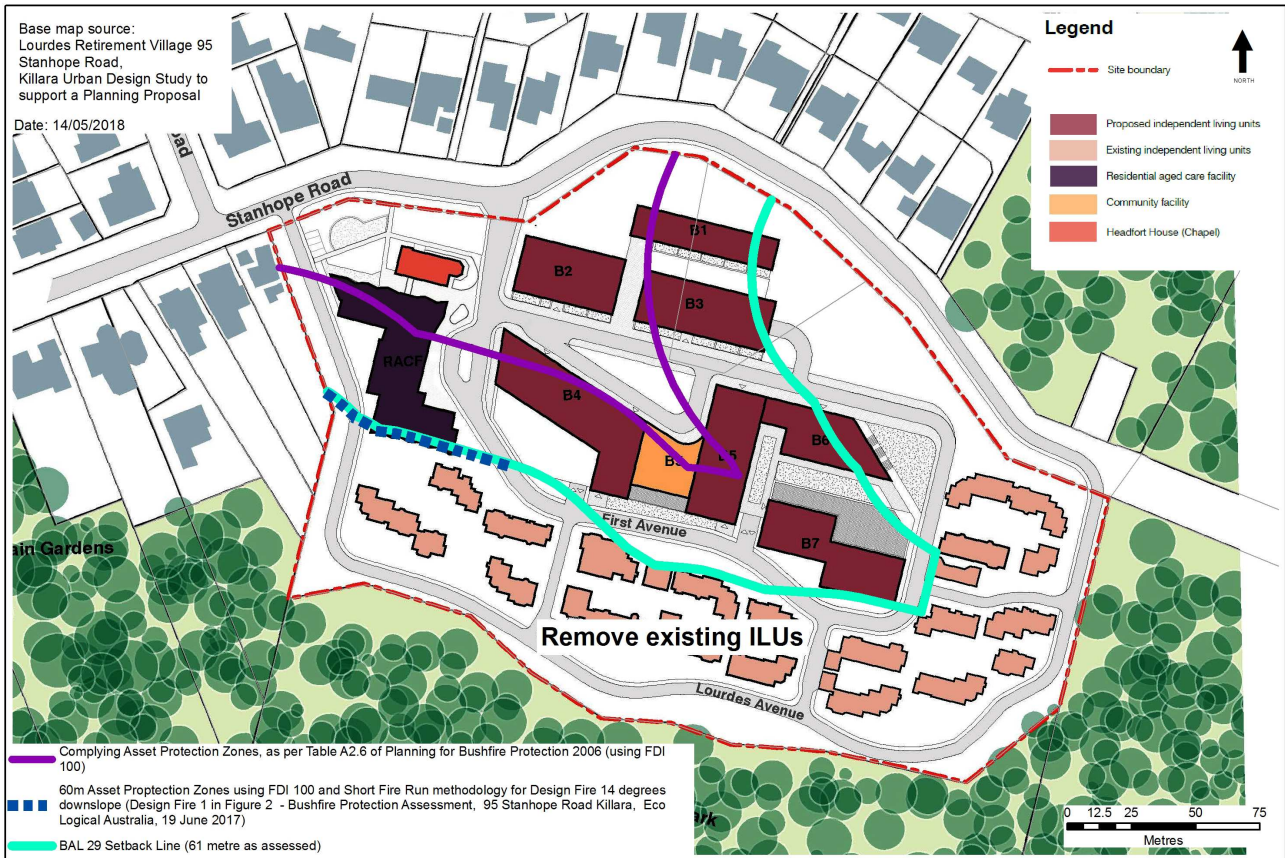 Base map source:
Lourdes Retirement Village 95
Stanhope Road,
Killara Urban Design Study to
support a Planning Proposal
Date: 14/05/2018
Legend
NORTH
Site boundary
Proposed independent living units
Existing independent living units
Residential aged care facility
Community facility
Headfort House (Chapel)
oad
Stanhope Road
B1
B2
B3
RACF
B4
B5
B5
B6
B7
First Avenue
ain Gardens
Remove existing ILUs
Lourdes Avenue
ark
Complying Asset Protection Zones, as per Table A2.6 of Planning for Bushfire Protection 2006 (using FDI
100)
60m Asset Proptection Zones using FDI 100 and Short Fire Run methodology for Design Fire 14 degrees
downslope (Design Fire 1 in Figure 2 - Bushfire Protection Assessment, 95 Stanhope Road Killara, Eco
Logical Australia, 19 June 2017)
BAL 29 Setback Line (61 metre as assessed)
0 12.5 25 50 75
Metres